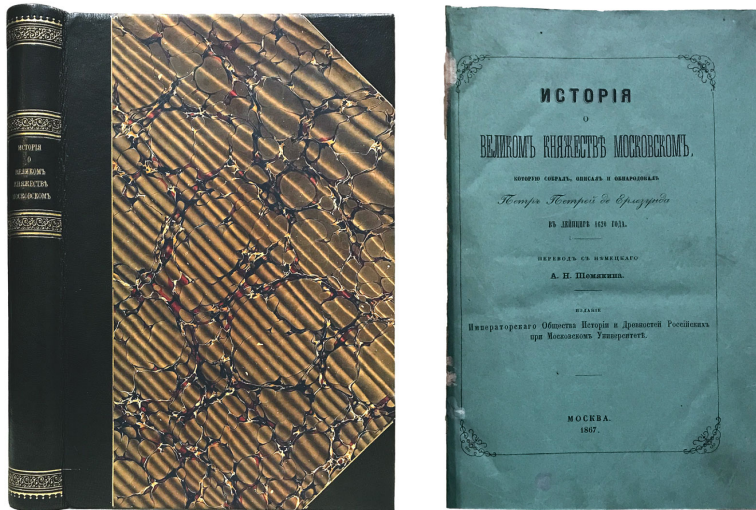 ИСТОРІЯ
О
ВЕЛИКОМЪ
КНЯЖЕСТВѢ
МОСКОВСКОМЪ
ИСТОРІЯ
О
ВЕЛИКОМЪ КНЯЖЕСТВѢ МОСКОВСКОМЪ,
КОТОРУЮ СОБРАЛЪ, ОПИСАЛЪ И ОБНАРОДОВАЛЪ
Петръ Петрей де Ерлезунда
ВЪ ЛЕЙПЦИГѢ 1620 ГОДА.
ПЕРЕВОДЪ СЪ НѢМЕЦКАГО
А. Н. Шемякина.
ИЗДАНІЕ
Императорскаго Общества Исторіи и Древностей Россійскихъ
при Московскомъ Университетѣ.
МОСКВА.
1867.